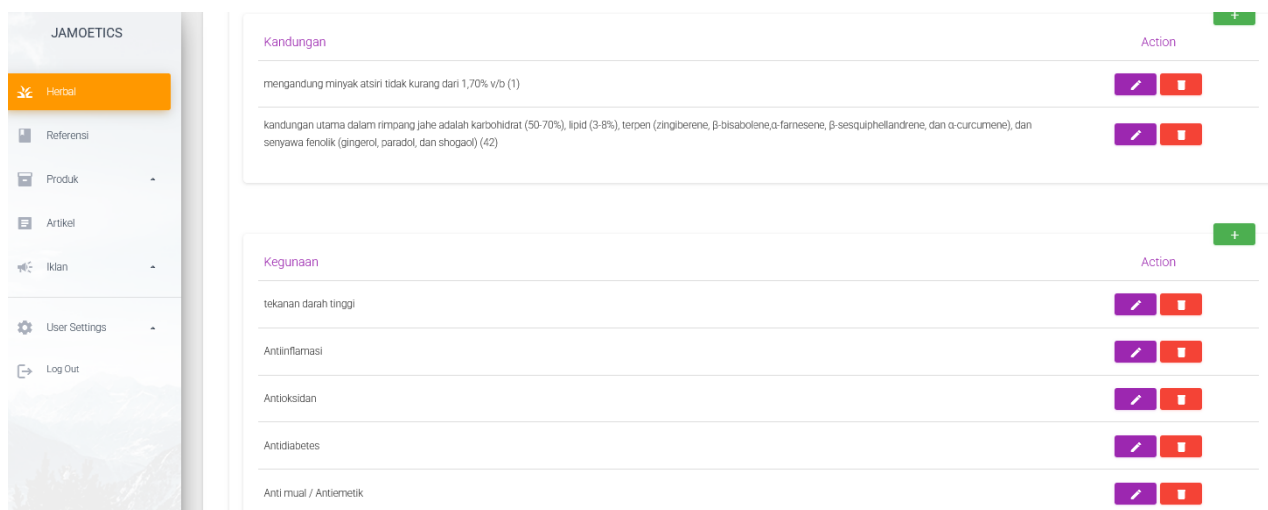 JAMOETICS
Herbal
Referensi
Produk
Artikel
Iklan
User Settings
Log Out
+
Kandungan Action
mengandung minyak atsiri tidak kurang dari 1,70% v/b (1)
kandungan utama dalam rimpang jahe adalah karbohidrat (50-70%), lipid (3-8%), terpen (zingiberene, β-bisabolene,α-farnesene, β-sesquiphellandrene, dan α-curcumene), dan
senyawa fenolik (gingerol, paradol, dan shogaol) (42)
+
Kegunaan Action
tekanan darah tinggi
Antiinflamasi
Antioksidan
Antidiabetes
Anti mual / Antiemetik